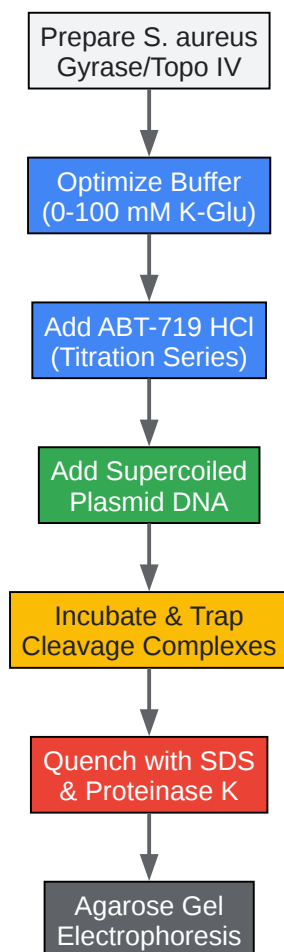 Prepare S. aureus
Gyrase/Topo IV
Optimize Buffer
(0-100 mM K-Glu)
Add ABT-719 HCl
(Titration Series)
Add Supercoiled
Plasmid DNA
Incubate & Trap
Cleavage Complexes
Quench with SDS
& Proteinase K
Agarose Gel
Electrophoresis